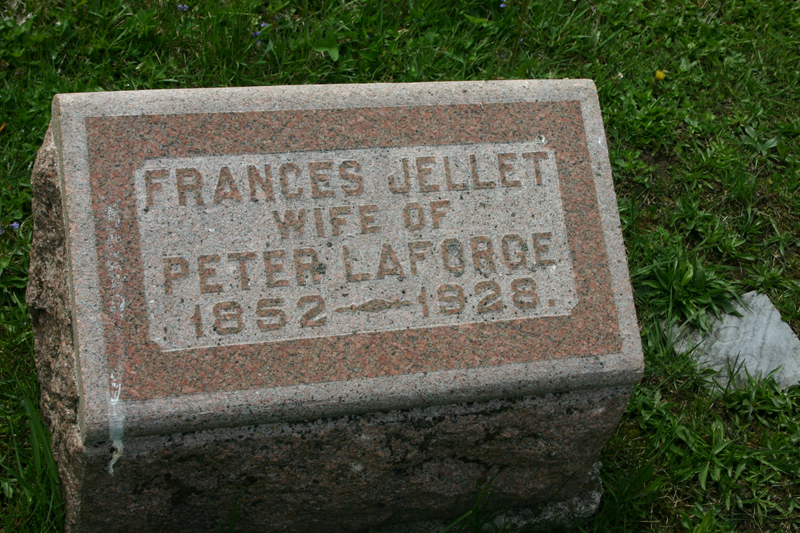 FRANCES JELLET
WIFE OF
PETER LAFORGE
1852 — 1928.